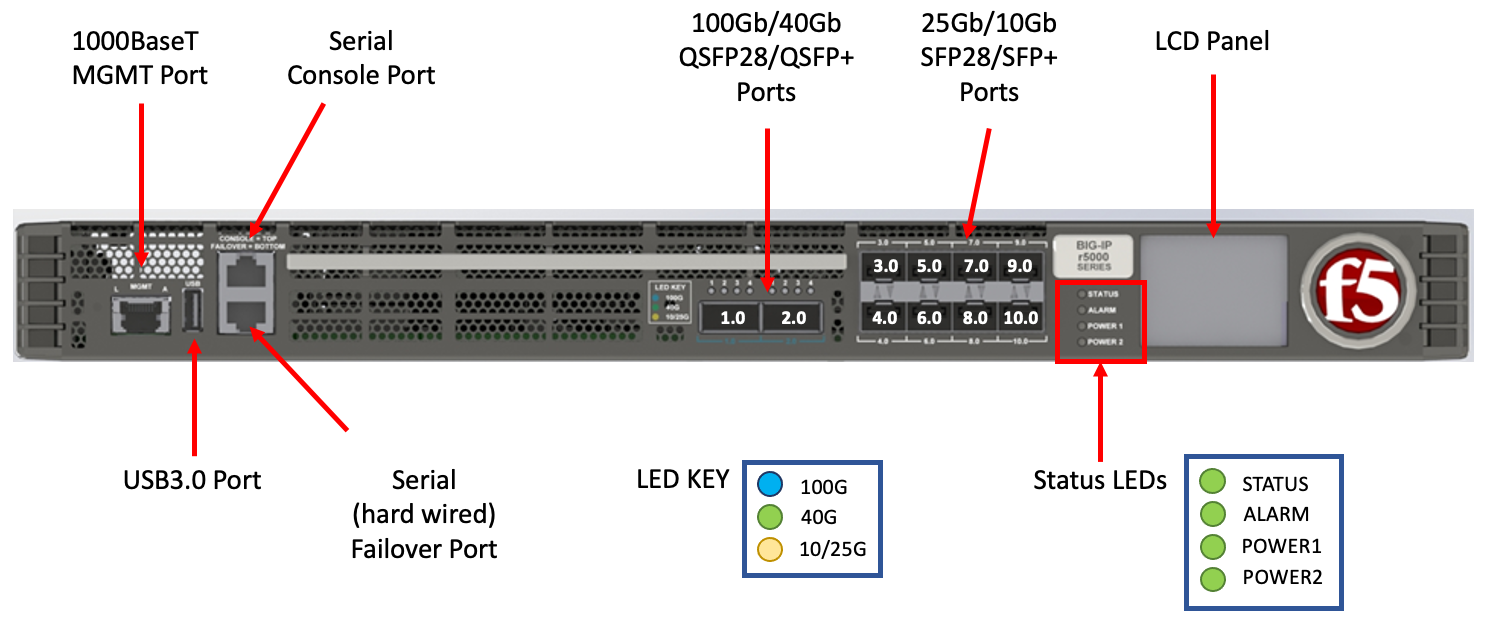 1000BaseT
MGMT Port
Serial
Console Port
100Gb/40Gb
QSFP28/QSFP+
Ports
25Gb/10Gb
SFP28/SFP+
Ports
LCD Panel
CONSOLE = TOP
FAILOVER = BOTTOM
L MGMT A
USB
LED KEY
100G
40G
10/25G
1 2 3 4
2 3 4
1.0 2.0
1.0 2.0
3.0 5.0 7.0 9.0
3.0 5.0 7.0 9.0
4.0 6.0 8.0 10.0
4.0 6.0 8.0 10.0
BIG-IP
r5000
SERIES
STATUS
ALARM
POWER 1
POWER 2
f5
USB3.0 Port
Serial
(hard wired)
Failover Port
LED KEY
100G
40G
10/25G
Status LEDs
STATUS
ALARM
POWER1
POWER2